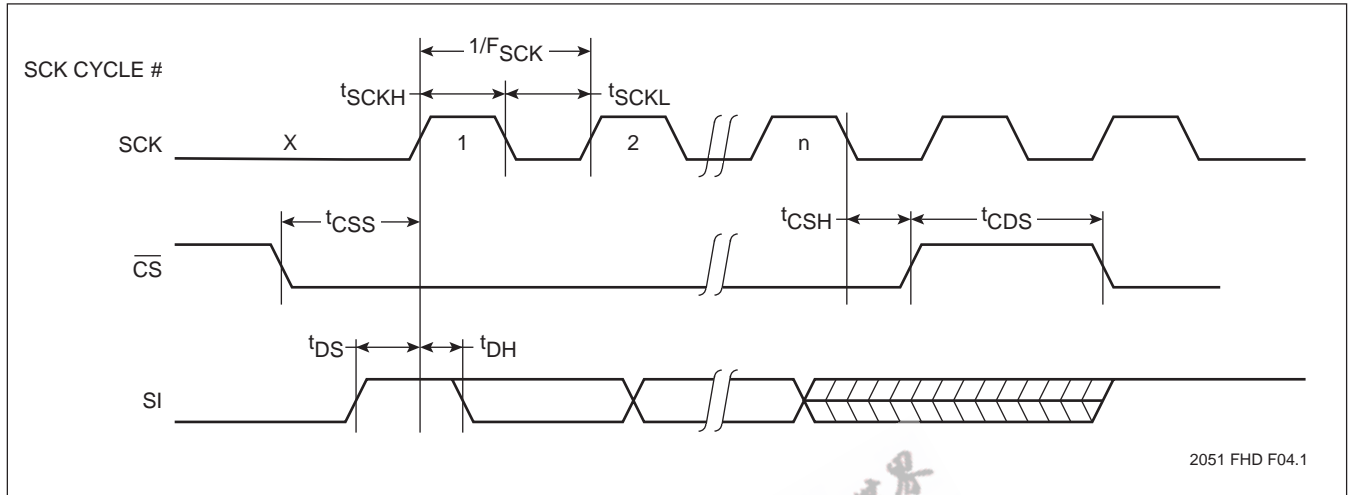 1/FSCK
SCK CYCLE #
tSCKH
tSCKL
SCK
X
1
2
n
tCSS
tCSH
tCDS
CS
tDS
tDH
SI
2051 FHD F04.1